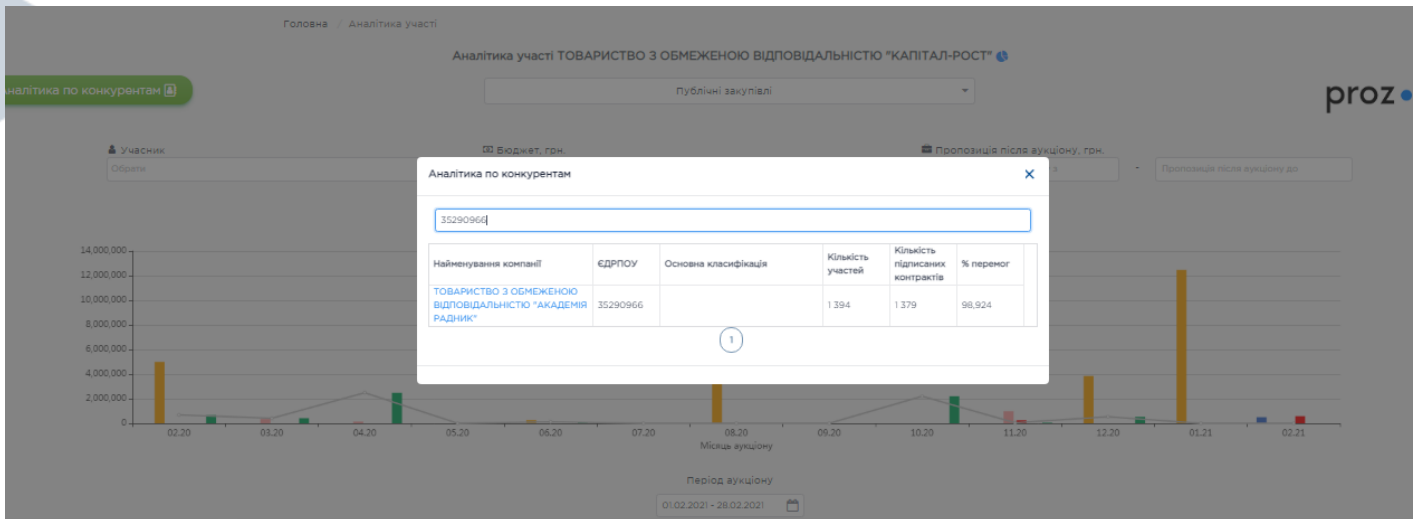 Головна / Аналітика участі
Аналітика участі ТОВАРИСТВО З ОБМЕЖЕНОЮ ВІДПОВІДАЛЬНІСТЮ "КАПІТАЛ-РОСТ"
Аналітика по конкурентам
Публічні закупівлі
proz
Учасник
Бюджет, грн.
Пропозиція після аукціону, грн.
Обрати
з
-
Пропозиція після аукціону до
Аналітика по конкурентам
35290966
Найменування компанії
ЄДРПОУ
Основна класифікація
Кількість участей
Кількість підписаних контрактів
% перемог
ТОВАРИСТВО З ОБМЕЖЕНОЮ
ВІДПОВІДАЛЬНІСТЮ "АКАДЕМІЯ
РАДНИК"
35290966
1 394
1 379
98,924
1
14,000,000
12,000,000
10,000,000
8,000,000
6,000,000
4,000,000
2,000,000
0
02.20 03.20 04.20 05.20 06.20 07.20 08.20 09.20 10.20 11.20 12.20 01.21 02.21
Місяць аукціону
Період аукціону
01.02.2021 - 28.02.2021